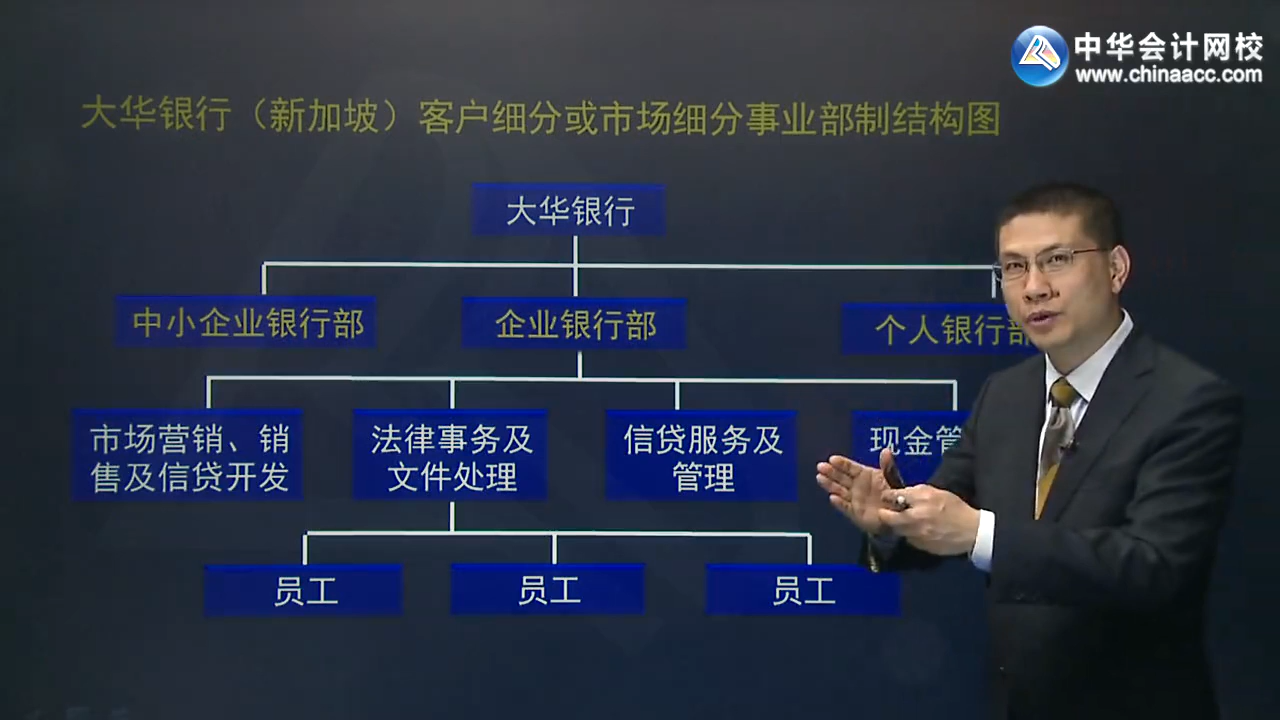 中华会计网校
www.chinaacc.com
大华银行（新加坡）客户细分或市场细分事业部制结构图
大华银行
中小企业银行部
企业银行部
个人银行部
市场营销、销
售及信贷开发
法律事务及
文件处理
信贷服务及
管理
现金管
员工
员工
员工